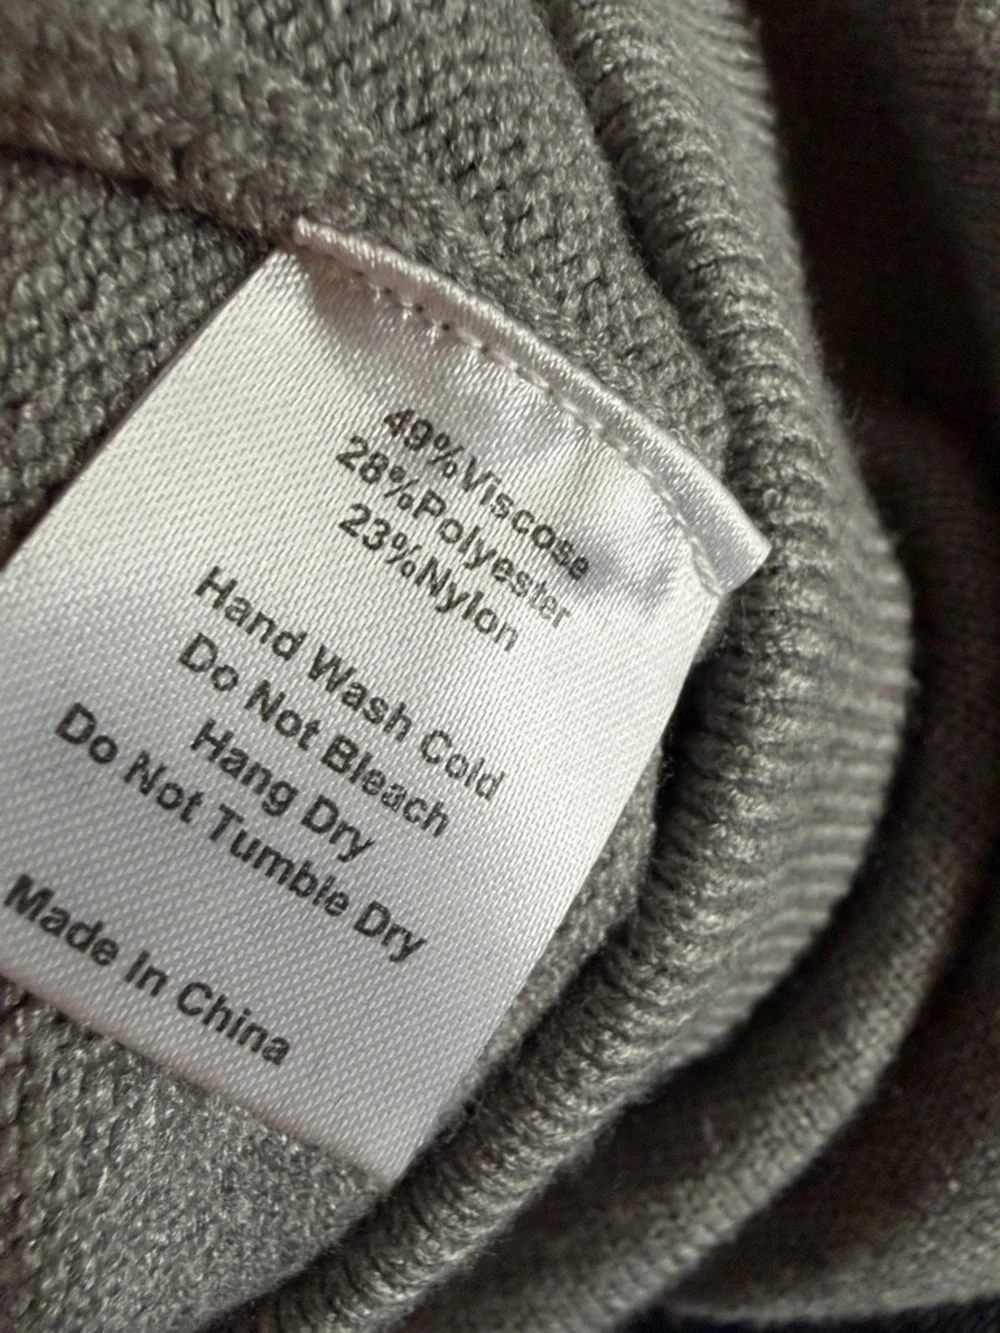 49%Viscose
28%Polyester
23%Nylon
Hand Wash Cold
Do Not Bleach
Hang Dry
Do Not Tumble Dry
Made In China